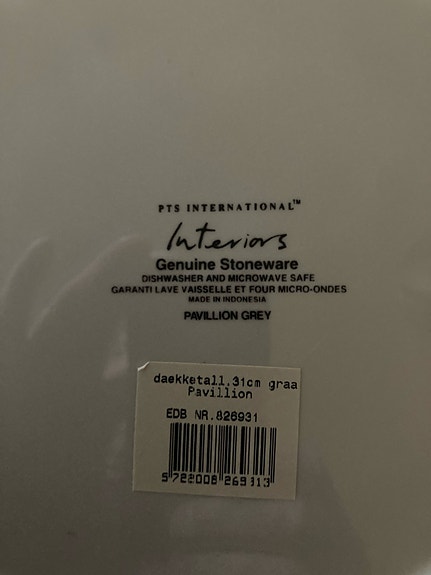 PTS INTERNATIONAL™
Interiors
Genuine Stoneware
DISHWASHER AND MICROWAVE SAFE
GARANTI LAVE VAISSELLE ET FOUR MICRO-ONDES
MADE IN INDONESIA
PAVILLION GREY
daekketall.31cm graa
Pavillion
EDB NR.826931
5 722008 269313